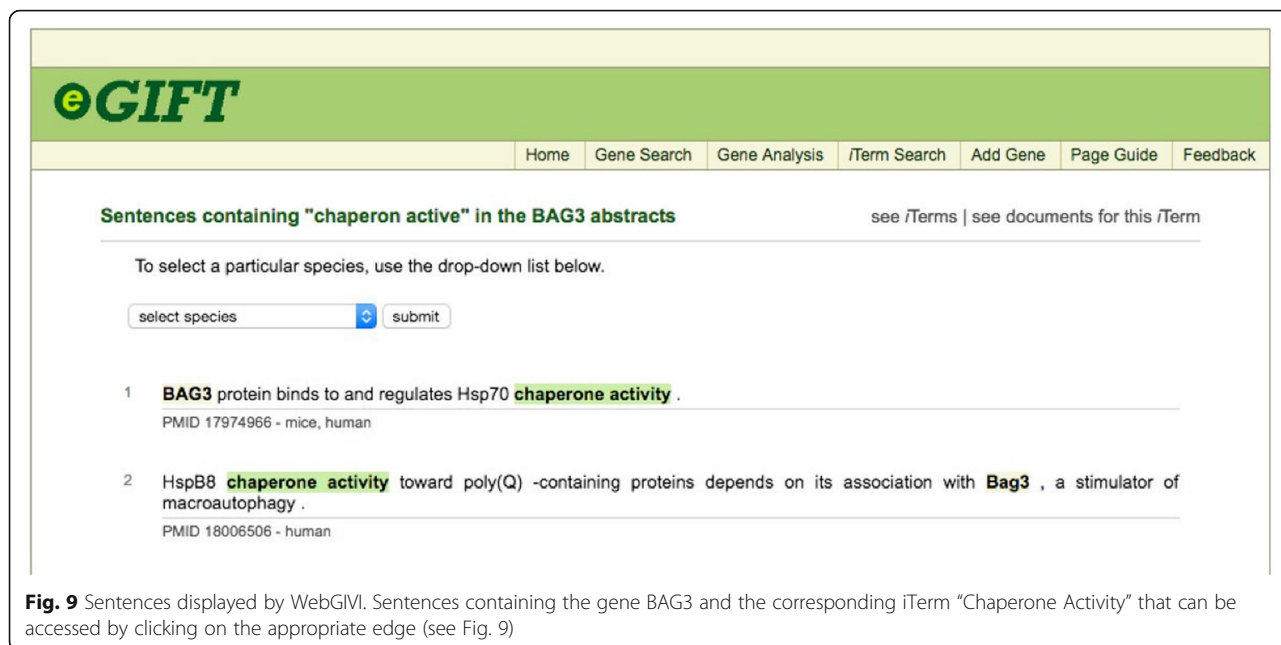 eGIFT
Home Gene Search Gene Analysis iTerm Search Add Gene Page Guide Feedback
Sentences containing "chaperon active" in the BAG3 abstracts see iTerms | see documents for this iTerm
To select a particular species, use the drop-down list below.
select species submit
1 BAG3 protein binds to and regulates Hsp70 chaperone activity .
PMID 17974966 - mice, human
2 HspB8 chaperone activity toward poly(Q) -containing proteins depends on its association with Bag3 , a stimulator of
macroautophagy .
PMID 18006506 - human
Fig. 9 Sentences displayed by WebGIVI. Sentences containing the gene BAG3 and the corresponding iTerm “Chaperone Activity” that can be
accessed by clicking on the appropriate edge (see Fig. 9)